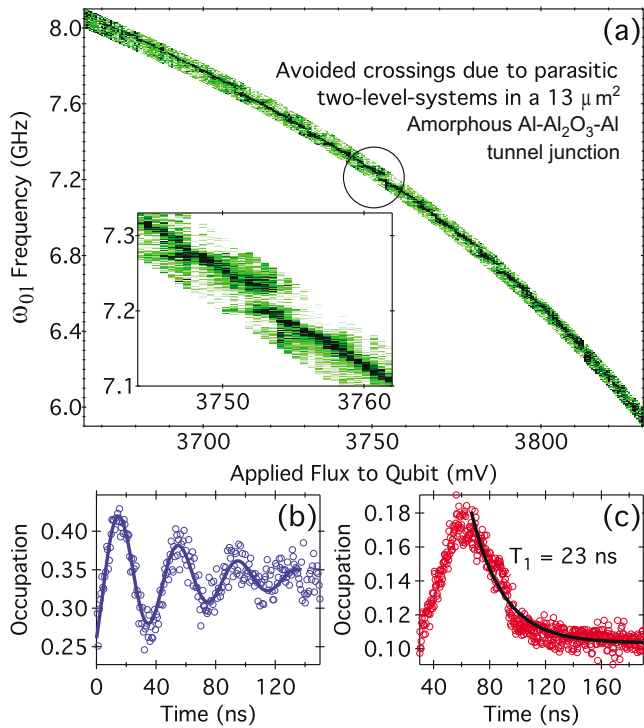 (a)
Avoided crossings due to parasitic
two-level-systems in a 13 μm²
Amorphous Al-Al₂O₃-Al
tunnel junction
ω₀₁ Frequency (GHz)
8.0
7.6
7.2
6.8
6.4
6.0
7.3
7.2
7.1
3750
3760
3700
3750
3800
Applied Flux to Qubit (mV)
(b)
Occupation
0.40
0.35
0.30
0.25
0
40
80
120
Time (ns)
(c)
T₁ = 23 ns
Occupation
0.18
0.16
0.14
0.12
0.10
40
80
120
160
Time (ns)